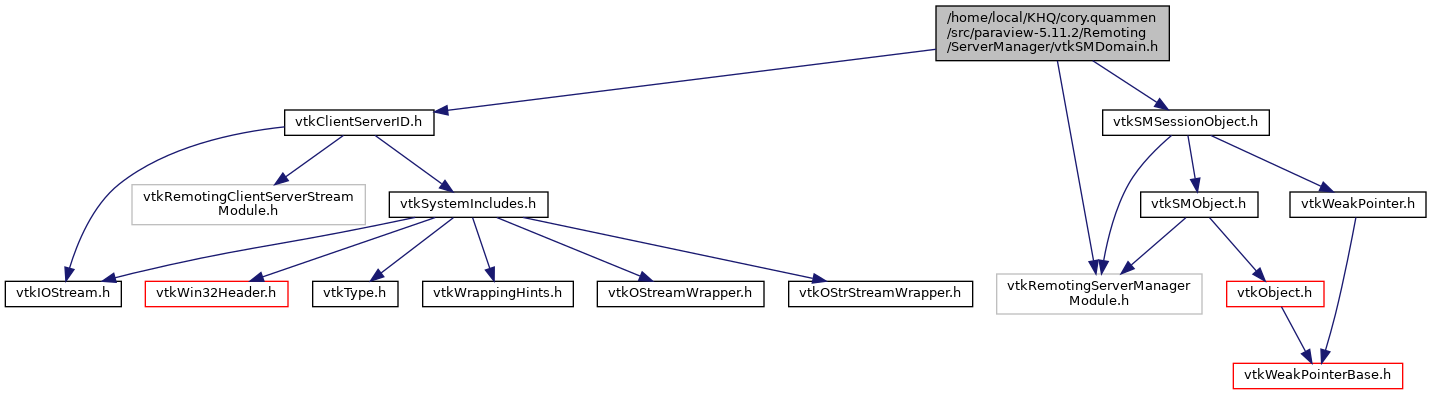 /home/local/KHQ/cory.quammen
/src/paraview-5.11.2/Remoting
/ServerManager/vtkSMDomain.h
vtkClientServerID.h
vtkSMSessionObject.h
vtkRemotingClientServerStream
Module.h
vtkSystemIncludes.h
vtkSMObject.h
vtkWeakPointer.h
vtkIOStream.h
vtkWin32Header.h
vtkType.h
vtkWrappingHints.h
vtkOStreamWrapper.h
vtkOStrStreamWrapper.h
vtkRemotingServerManager
Module.h
vtkObject.h
vtkWeakPointerBase.h